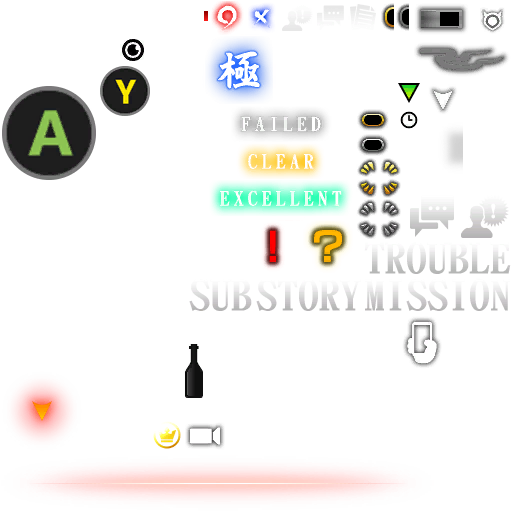 極
Y
A
FAILED
CLEAR
EXCELLENT
! ?
TROUBLE
SUBSTORY MISSION